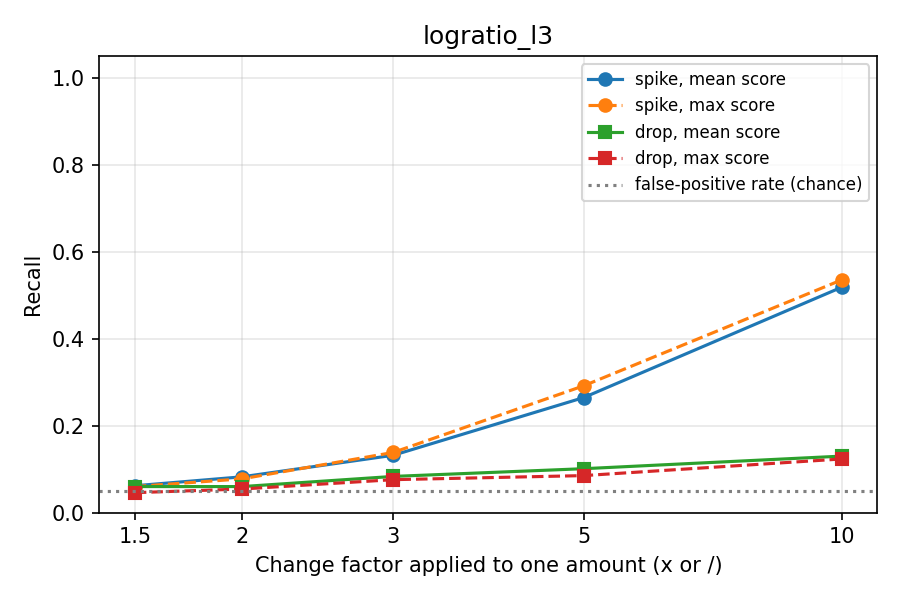 logratio_l3
Recall
1.0
0.8
0.6
0.4
0.2
0.0
spike, mean score
spike, max score
drop, mean score
drop, max score
false-positive rate (chance)
1.5 2 3 5 10
Change factor applied to one amount (x or /)